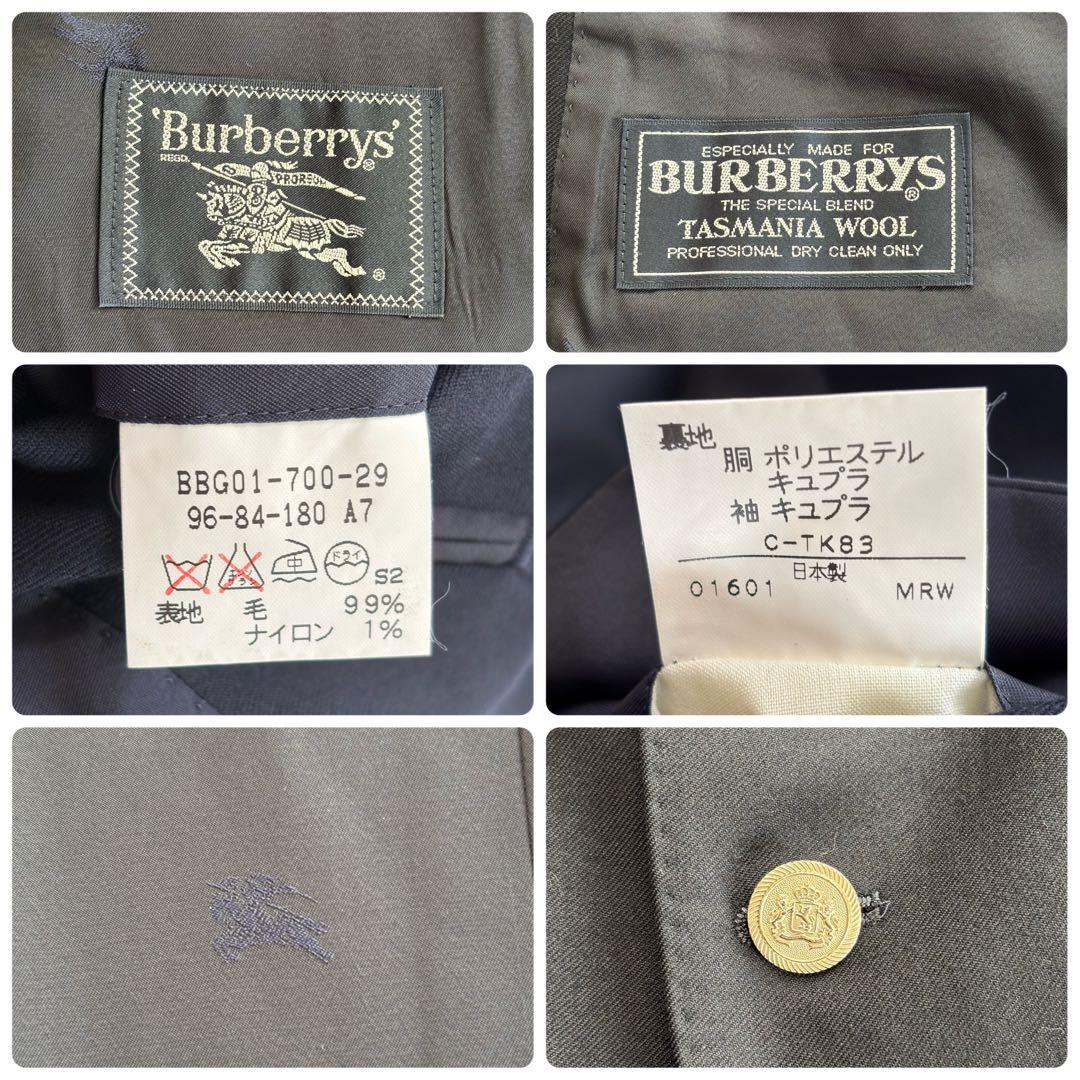 'Burberrys'®
REGD.
PRORSUM
®
ESPECIALLY MADE FOR
BURBERRYS®
THE SPECIAL BLEND
TASMANIA WOOL
PROFESSIONAL DRY CLEAN ONLY
BBG01-700-29
96-84-180 A7
中 ドライ
S2
表地 毛 99%
ナイロン 1%
裏地
胴 ポリエステル
キュプラ
袖 キュプラ
C-TK83
日本製
01601 MRW